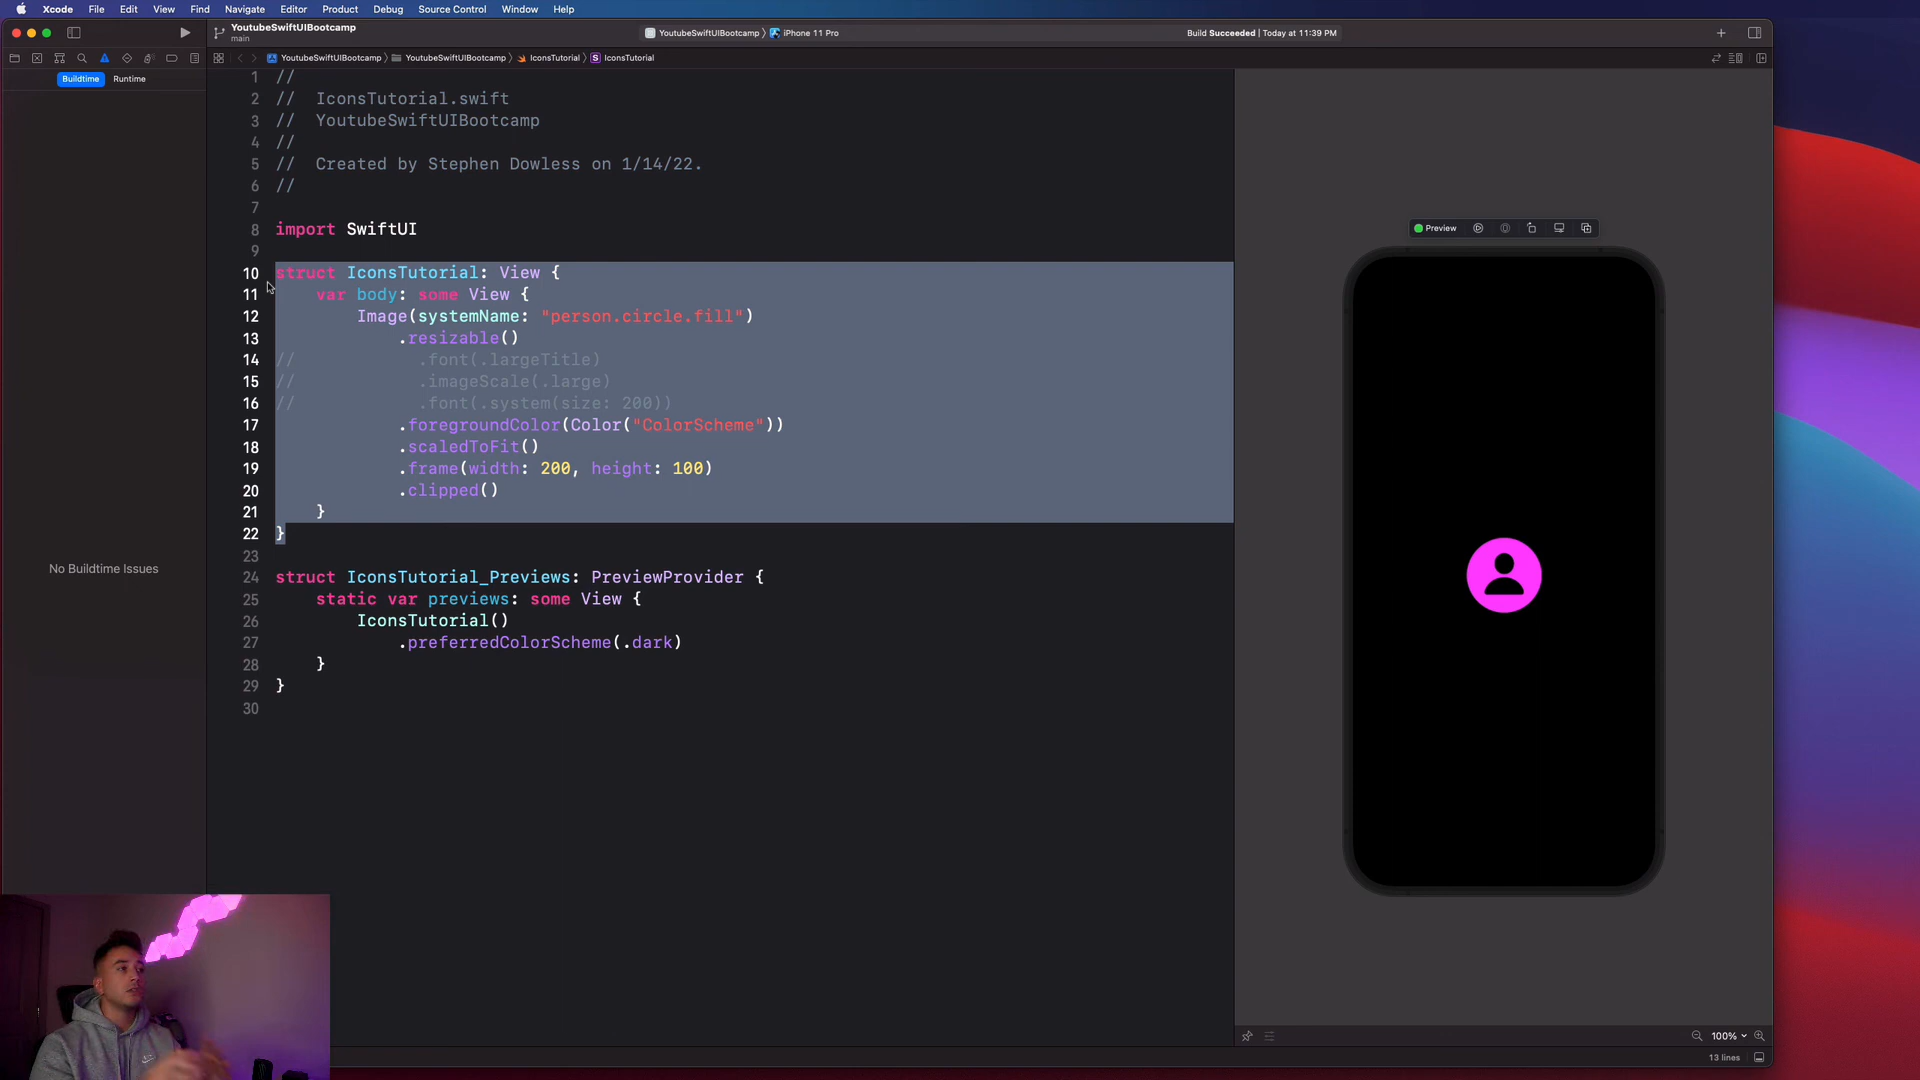 Xcode File Edit View Find Navigate Editor Product Debug Source Control Window Help
YoutubeSwiftUIBootcamp
main
YoutubeSwiftUIBootcamp 〉 iPhone 11 Pro
Build Succeeded | Today at 11:39 PM
YoutubeSwiftUIBootcamp 〉 YoutubeSwiftUIBootcamp 〉 IconsTutorial 〉 IconsTutorial
Buildtime Runtime
No Buildtime Issues
1 //
2 //  IconsTutorial.swift
3 //  YoutubeSwiftUIBootcamp
4 //
5 //  Created by Stephen Dowless on 1/14/22.
6 //
7
8 import SwiftUI
9
10 struct IconsTutorial: View {
11     var body: some View {
12         Image(systemName: "person.circle.fill")
13             .resizable()
14 //            .font(.largeTitle)
15 //            .imageScale(.large)
16 //            .font(.system(size: 200))
17             .foregroundColor(Color("ColorScheme"))
18             .scaledToFit()
19             .frame(width: 200, height: 100)
20             .clipped()
21     }
22 }
23
24 struct IconsTutorial_Previews: PreviewProvider {
25     static var previews: some View {
26         IconsTutorial()
27             .preferredColorScheme(.dark)
28     }
29 }
30
Preview
100%
13 lines